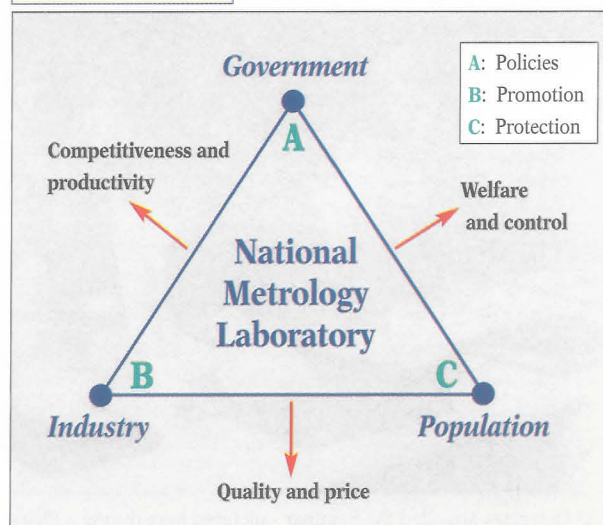 Government
A: Policies
B: Promotion
C: Protection
A
Competitiveness and
productivity
Welfare
and control
National
Metrology
Laboratory
B
C
Industry
Population
Quality and price